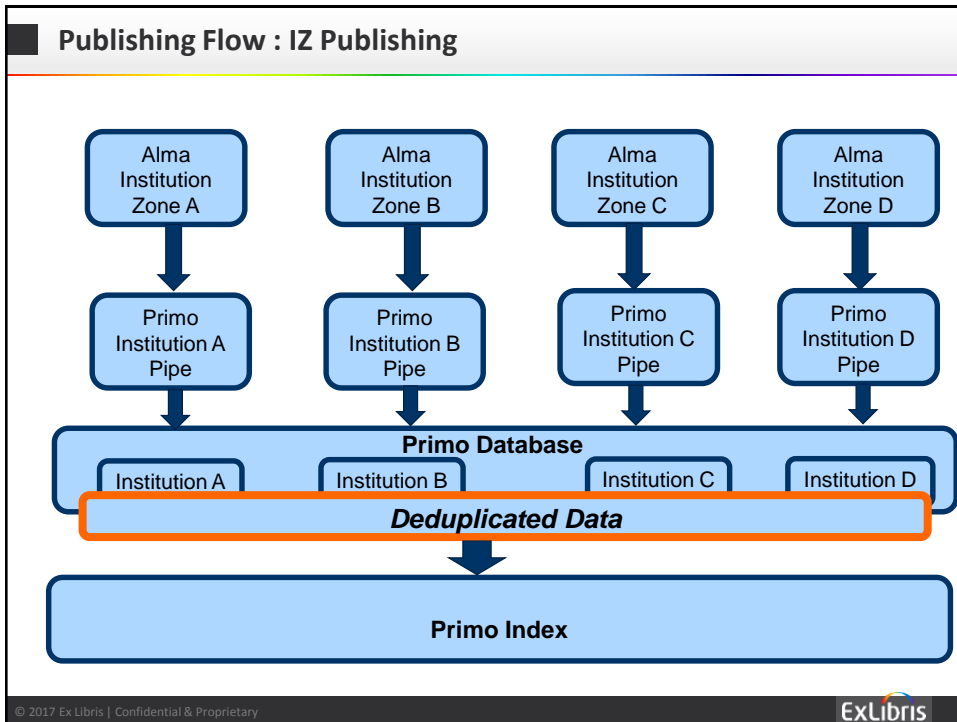 Publishing Flow : IZ Publishing
Alma
Institution
Zone A
Alma
Institution
Zone B
Alma
Institution
Zone C
Alma
Institution
Zone D
Primo
Institution A
Pipe
Primo
Institution B
Pipe
Primo
Institution C
Pipe
Primo
Institution D
Pipe
Primo Database
Institution A
Institution B
Institution C
Institution D
Deduplicated Data
Primo Index
© 2017 Ex Libris | Confidential & Proprietary
ExLibris